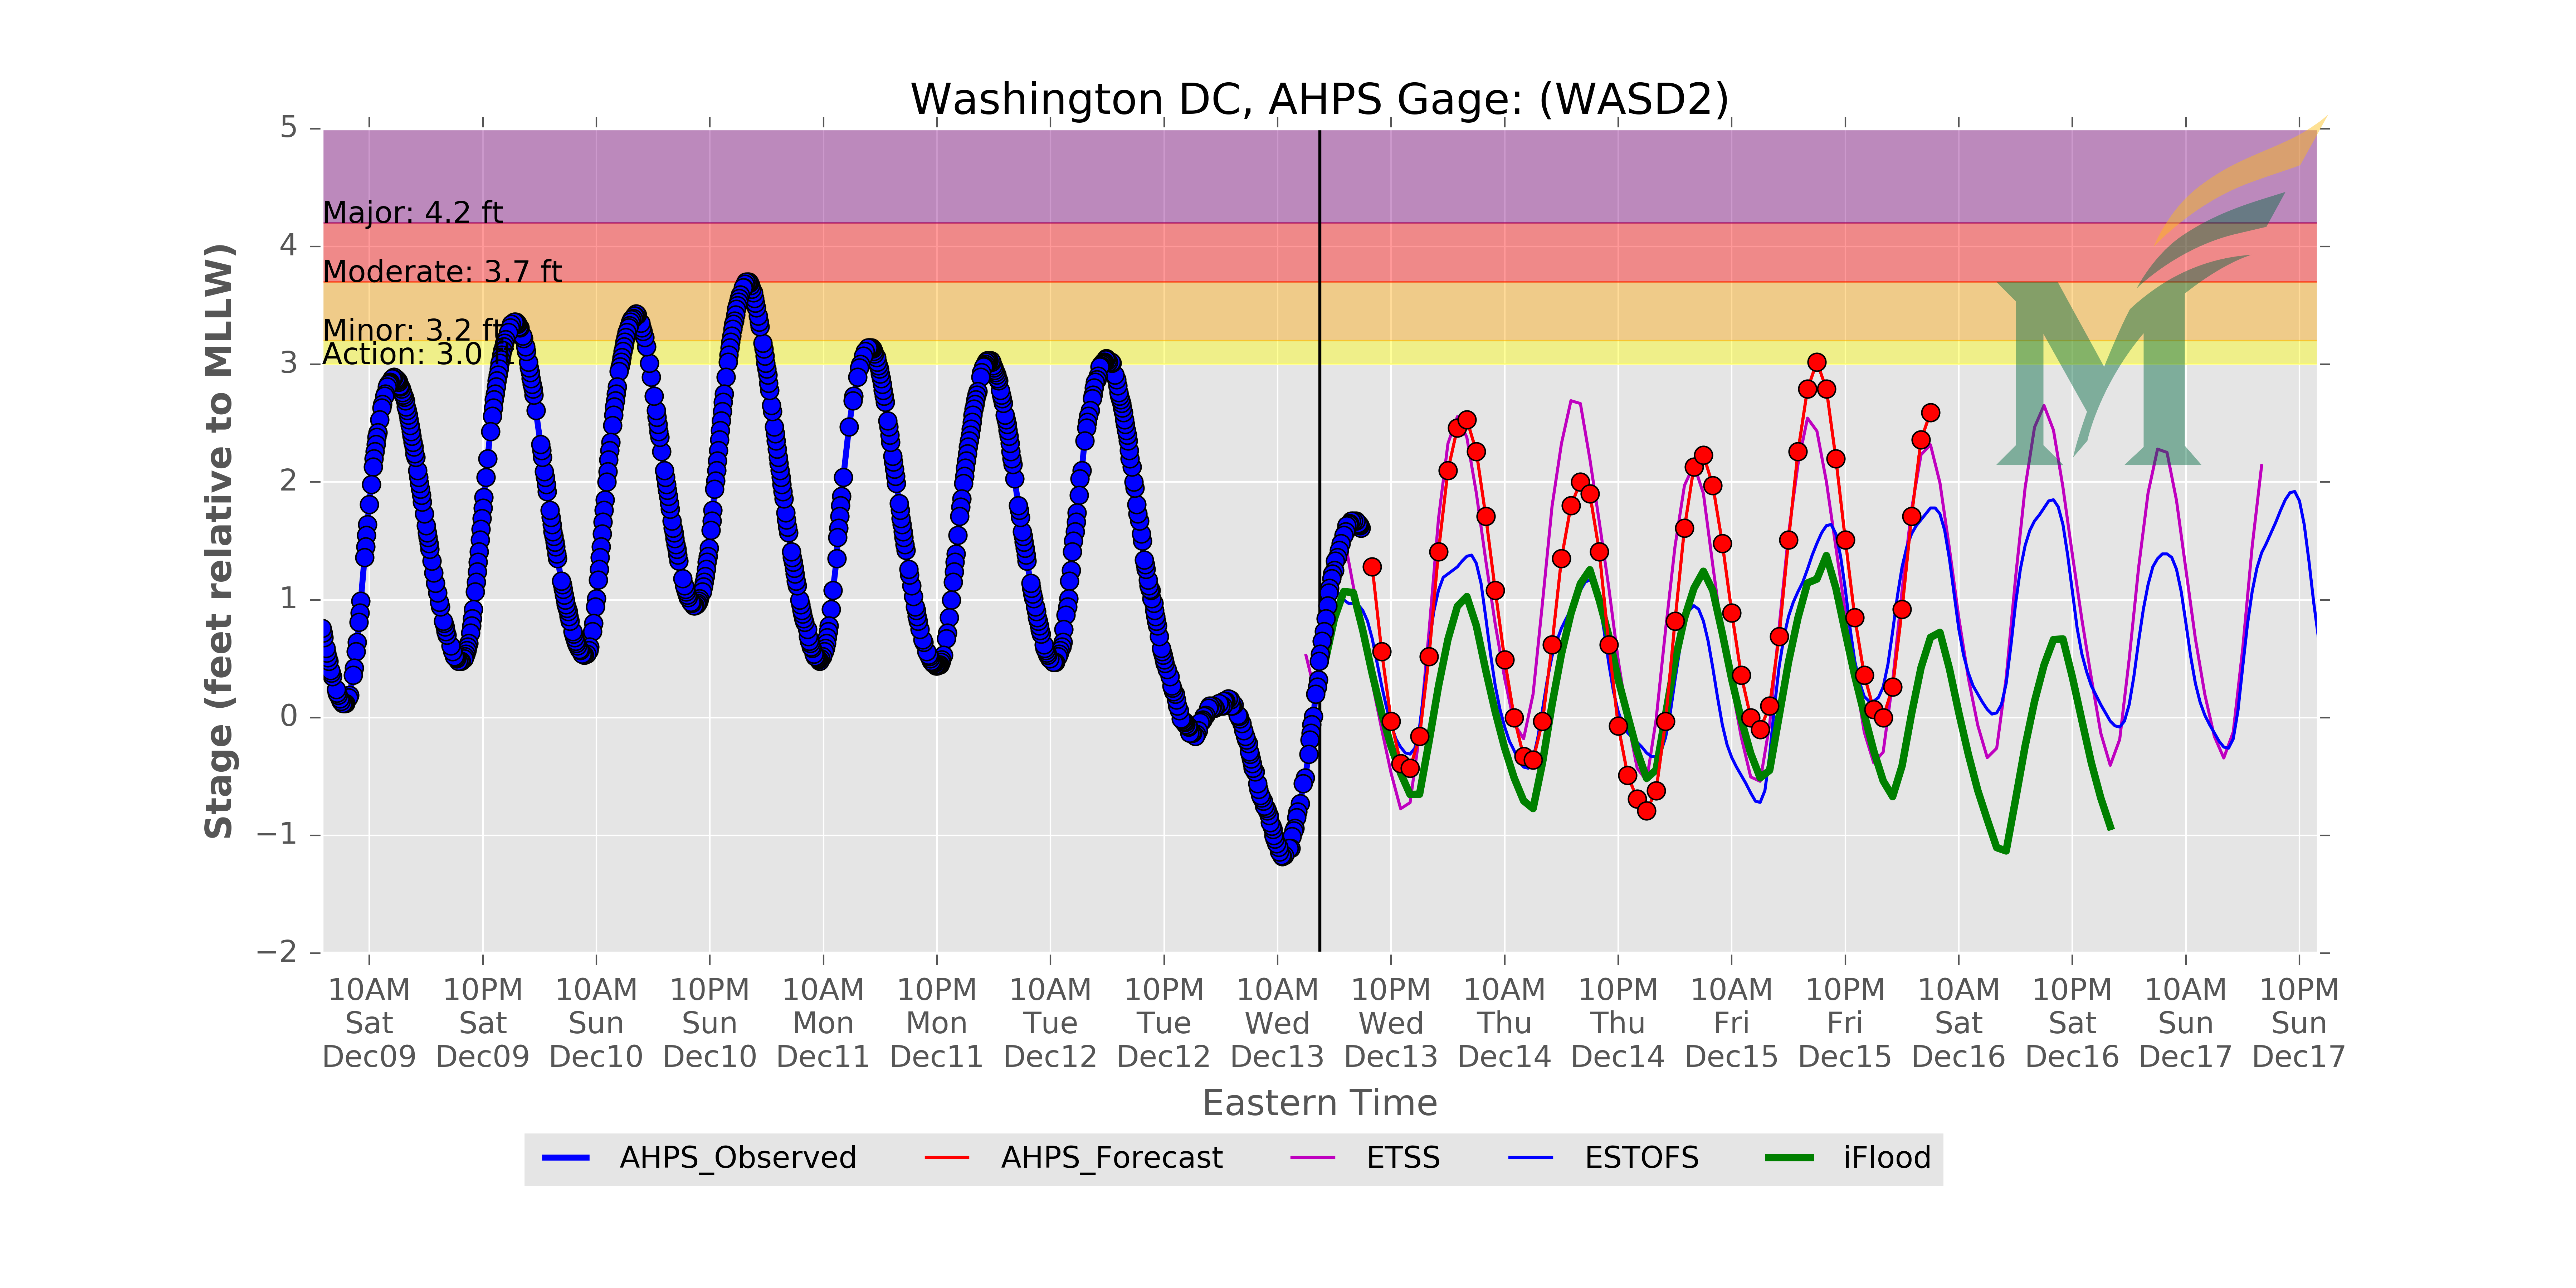 Washington DC, AHPS Gage: (WASD2)
5
Major: 4.2 ft
4
Moderate: 3.7 ft
Minor: 3.2 ft
Action: 3.0
3
2
1
0
−1
−2
Stage (feet relative to MLLW)
10AM 10PM 10AM 10PM 10AM 10PM 10AM 10PM 10AM 10PM 10AM 10PM 10AM 10PM 10AM 10PM 10AM 10PM
Sat Sat Sun Sun Mon Mon Tue Tue Wed Wed Thu Thu Fri Fri Sat Sat Sun Sun
Dec09 Dec09 Dec10 Dec10 Dec11 Dec11 Dec12 Dec12 Dec13 Dec13 Dec14 Dec14 Dec15 Dec15 Dec16 Dec16 Dec17 Dec17
Eastern Time
AHPS_Observed AHPS_Forecast ETSS ESTOFS iFlood